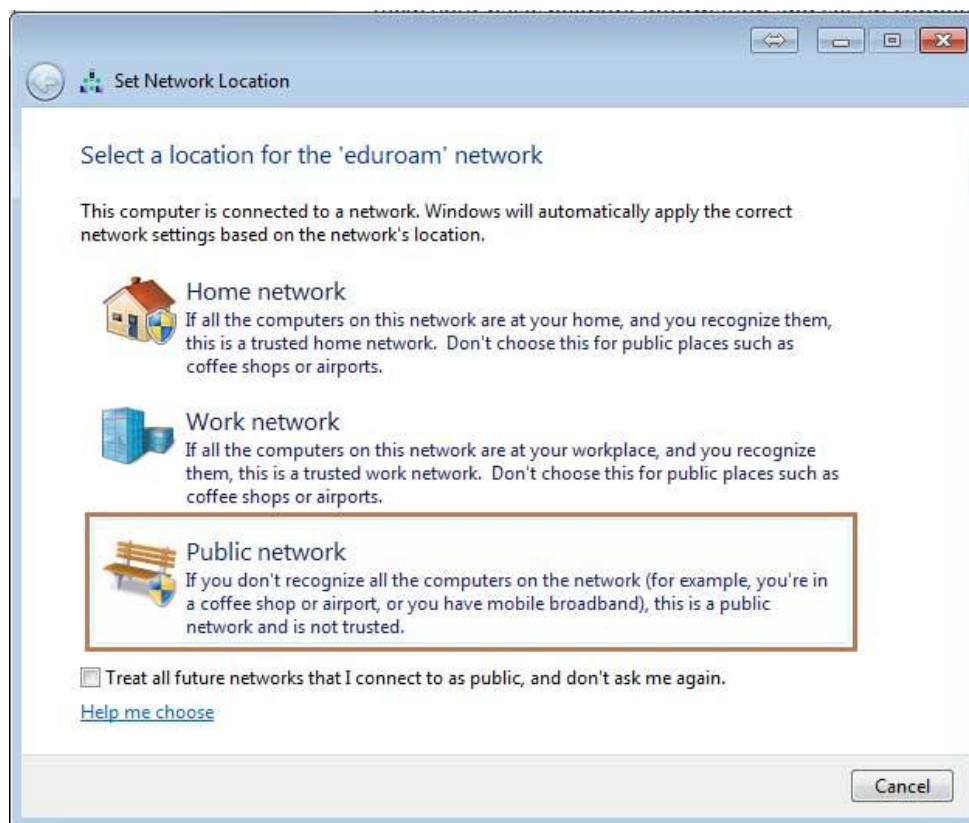 Set Network Location
Select a location for the 'eduroam' network
This computer is connected to a network. Windows will automatically apply the correct
network settings based on the network's location.
Home network
If all the computers on this network are at your home, and you recognize them,
this is a trusted home network.  Don't choose this for public places such as
coffee shops or airports.
Work network
If all the computers on this network are at your workplace, and you recognize
them, this is a trusted work network.  Don't choose this for public places such as
coffee shops or airports.
Public network
If you don't recognize all the computers on the network (for example, you're in
a coffee shop or airport, or you have mobile broadband), this is a public
network and is not trusted.
Treat all future networks that I connect to as public, and don't ask me again.
Help me choose
Cancel